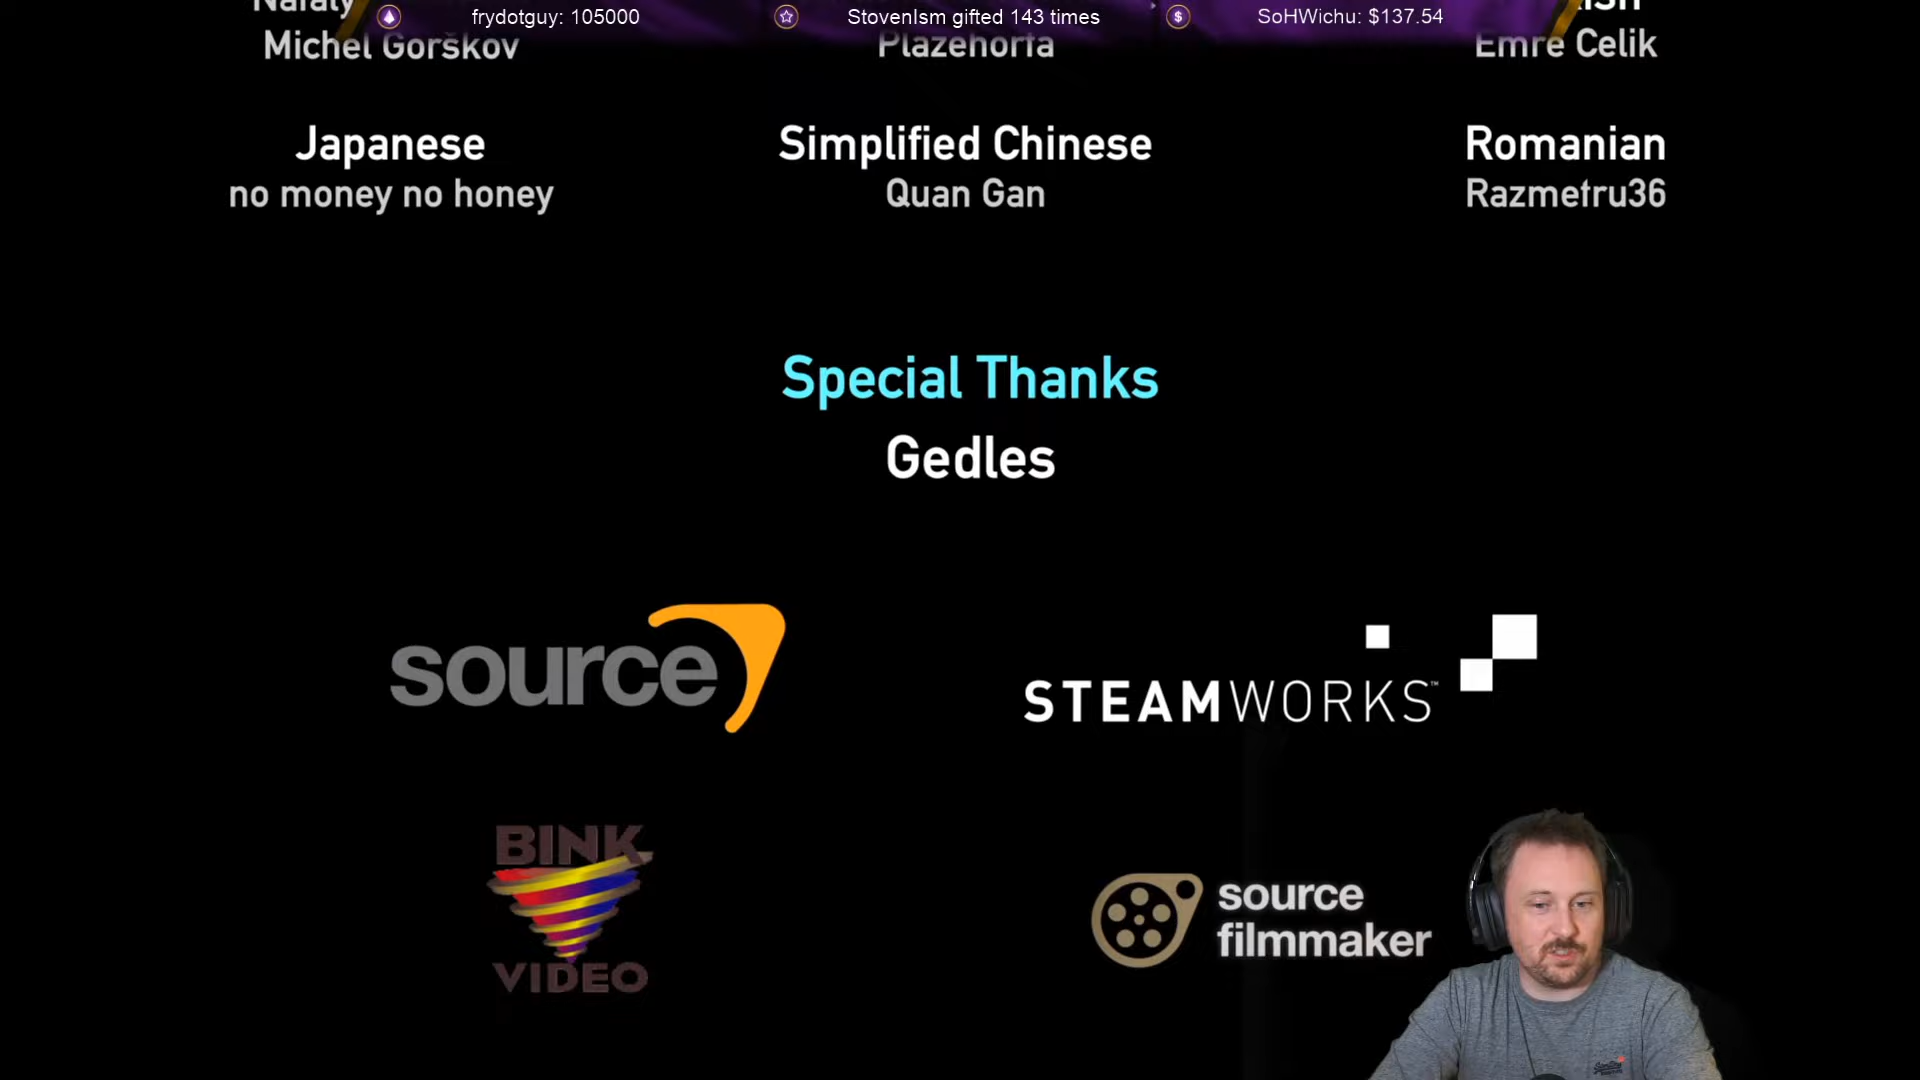 frydotguy: 105000
StovenIsm gifted 143 times
SoHWichu: $137.54
Michel Gorškov
Plazehorta
Emre Celik
Japanese
Simplified Chinese
Romanian
no money no honey
Quan Gan
Razmetru36
Special Thanks
Gedles
source
STEAMWORKS™
BINK
VIDEO
source
filmmaker